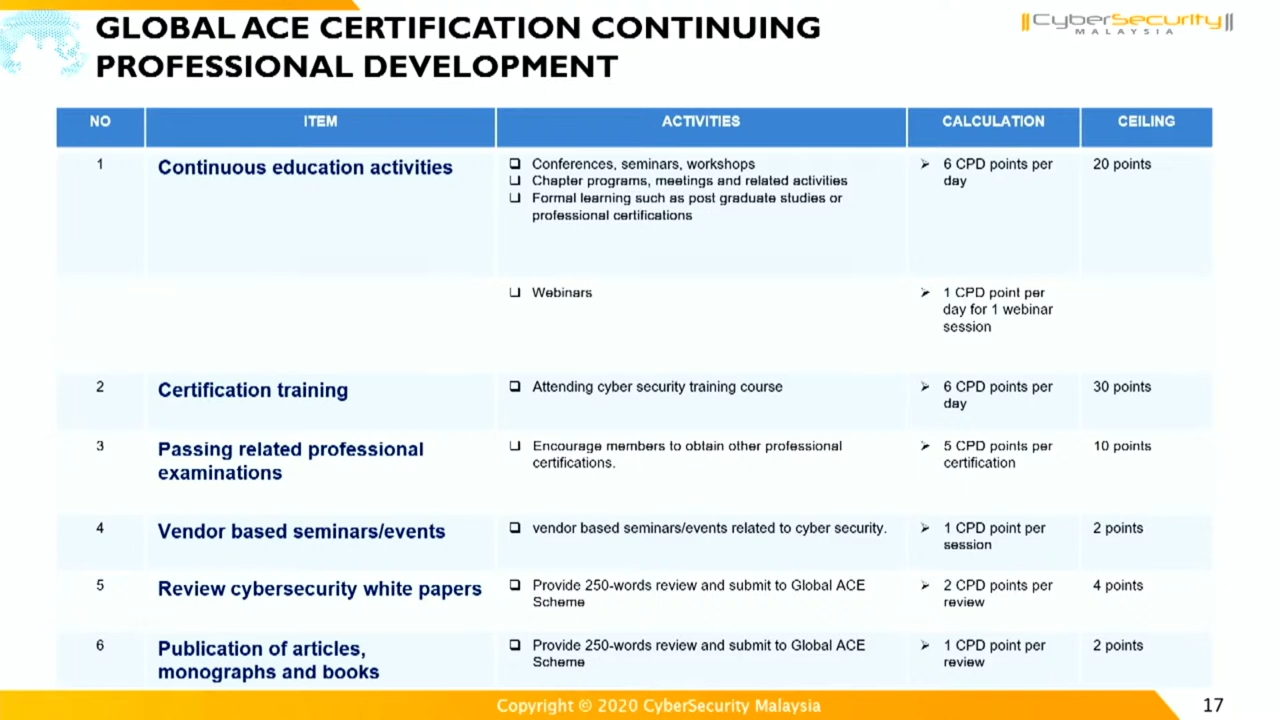 GLOBAL ACE CERTIFICATION CONTINUING
PROFESSIONAL DEVELOPMENT
||CyberSecurity||
MALAYSIA
NO ITEM ACTIVITIES CALCULATION CEILING
1 Continuous education activities Conferences, seminars, workshops 6 CPD points per 20 points
Chapter programs, meetings and related activities day
Formal learning such as post graduate studies or
professional certifications
Webinars 1 CPD point per
day for 1 webinar
session
2 Certification training Attending cyber security training course 6 CPD points per 30 points
day
3 Passing related professional Encourage members to obtain other professional 5 CPD points per 10 points
examinations certifications. certification
4 Vendor based seminars/events vendor based seminars/events related to cyber security. 1 CPD point per 2 points
session
5 Review cybersecurity white papers Provide 250-words review and submit to Global ACE 2 CPD points per 4 points
Scheme review
6 Publication of articles, Provide 250-words review and submit to Global ACE 1 CPD point per 2 points
monographs and books Scheme review
Copyright © 2020 CyberSecurity Malaysia 17